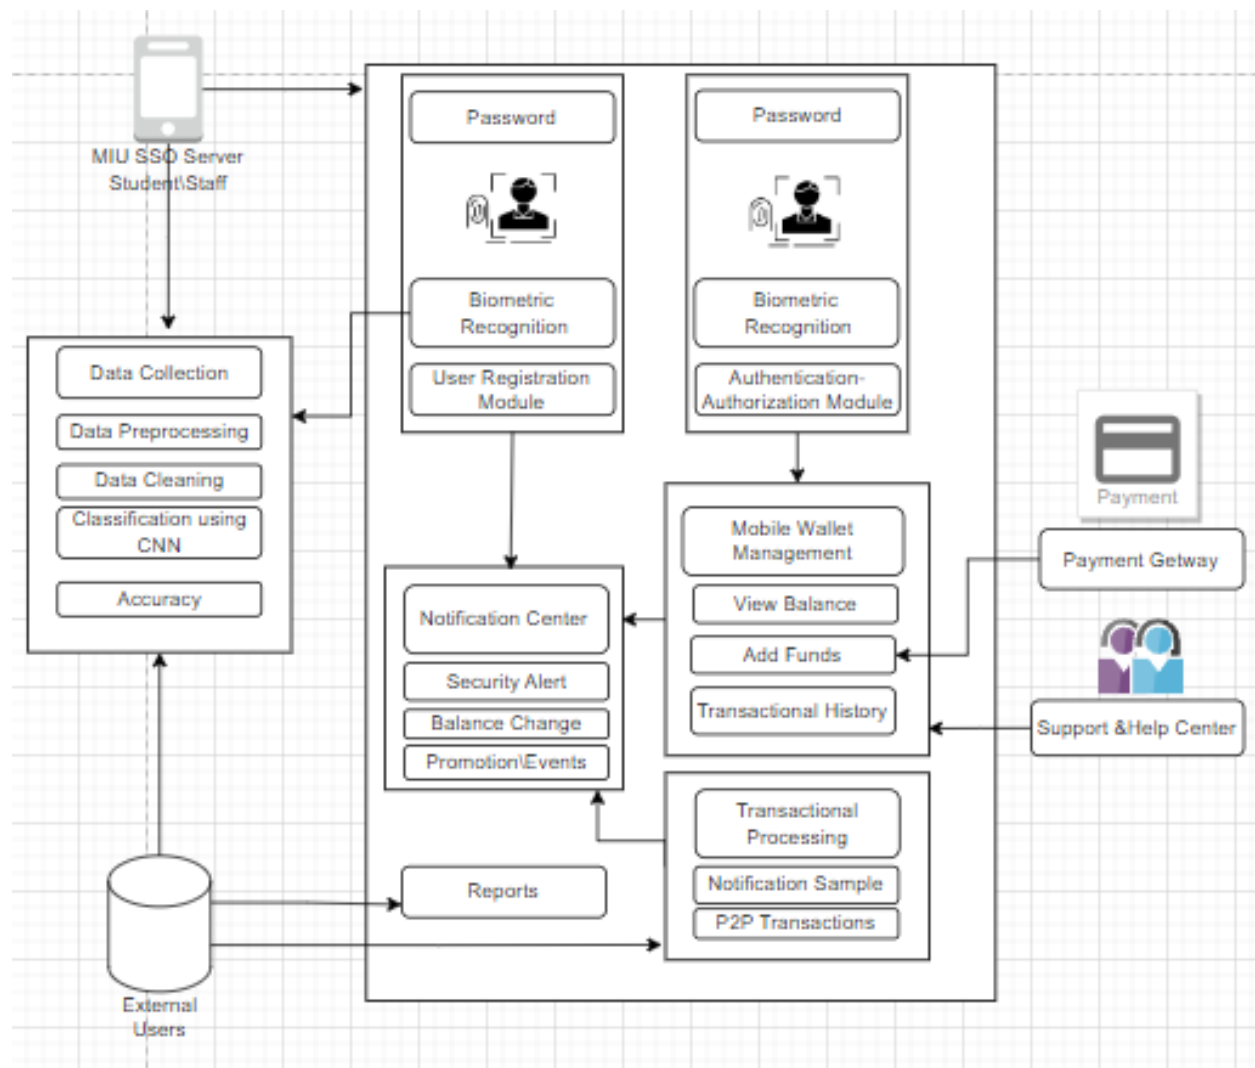 MIU SSO Server
Student\Staff
Password
Biometric
Recognition
User Registration
Module
Password
Biometric
Recognition
Authentication-
Authorization Module
Data Collection
Data Preprocessing
Data Cleaning
Classification using
CNN
Accuracy
Notification Center
Security Alert
Balance Change
Promotion\Events
Mobile Wallet
Management
View Balance
Add Funds
Transactional History
Payment
Payment Getway
Support &Help Center
Transactional
Processing
Notification Sample
P2P Transactions
Reports
External
Users